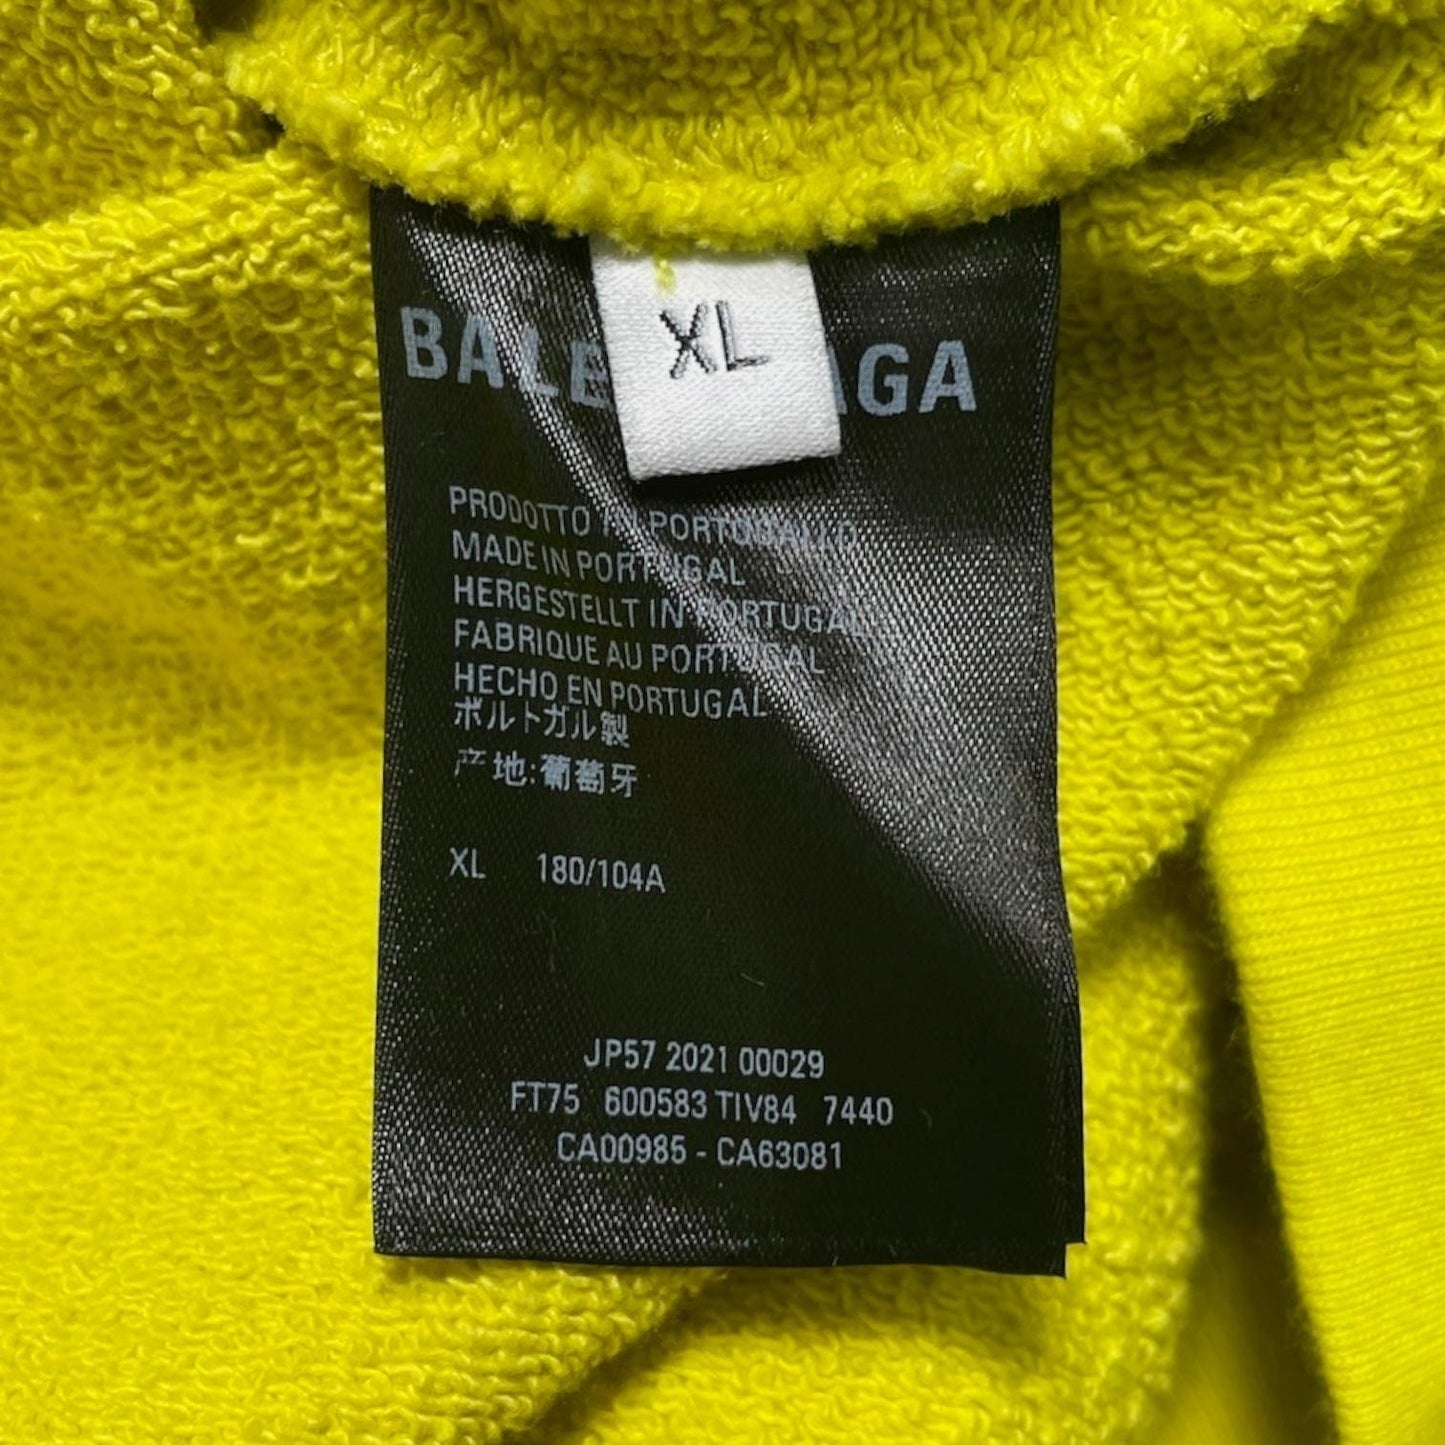 XL
PRODOTTO IN PORTOGALLO
MADE IN PORTUGAL
HERGESTELLT IN PORTUGAL
FABRIQUE AU PORTUGAL
HECHO EN PORTUGAL
ポルトガル製
产地:葡萄牙
XL 180/104A
JP57 2021 00029
FT75 600583 TIV84 7440
CA00985 - CA63081